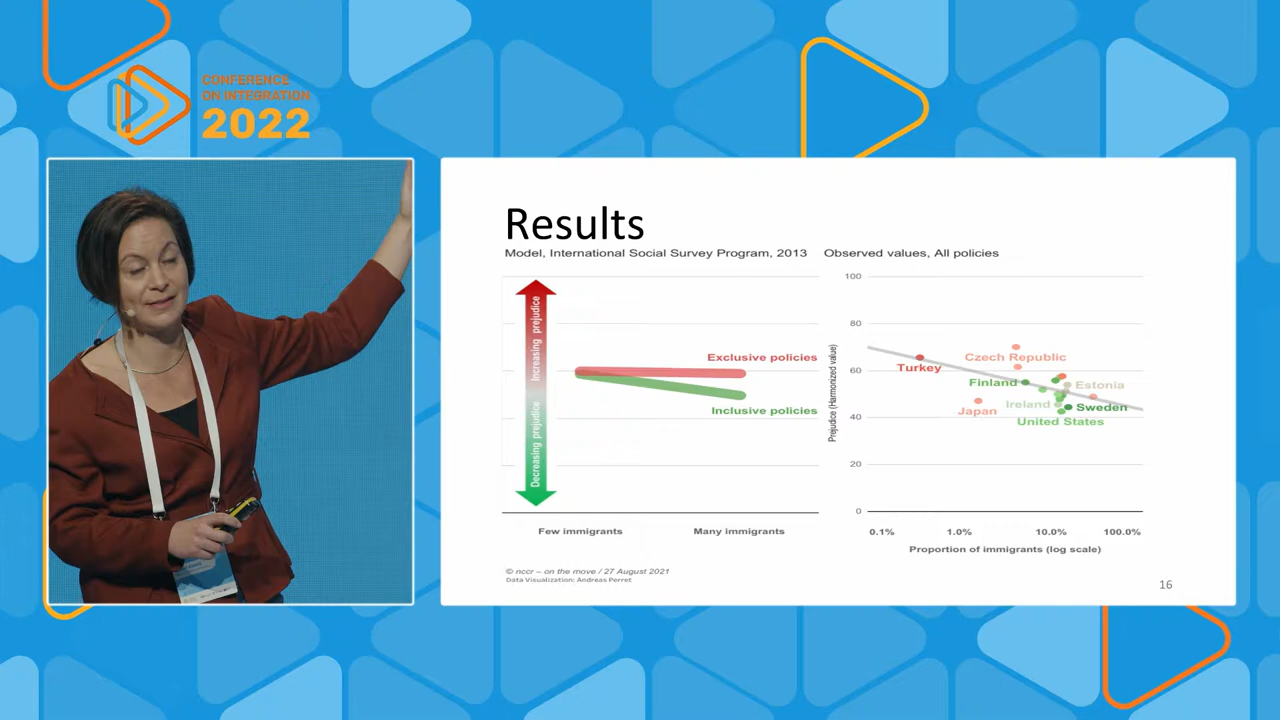 CONFERENCE
ON INTEGRATION
2022
Results
Model, International Social Survey Program, 2013
Observed values, All policies
Increasing prejudice
Decreasing prejudice
Exclusive policies
Inclusive policies
Few immigrants
Many immigrants
100
80
60
40
20
0
Prejudice (Harmonized value)
Czech Republic
Turkey
Finland
Estonia
Japan
Ireland
Sweden
United States
0.1%
1.0%
10.0%
100.0%
Proportion of immigrants (log scale)
© nccr – on the move / 27 August 2021
Data Visualization: Andreas Perret
16